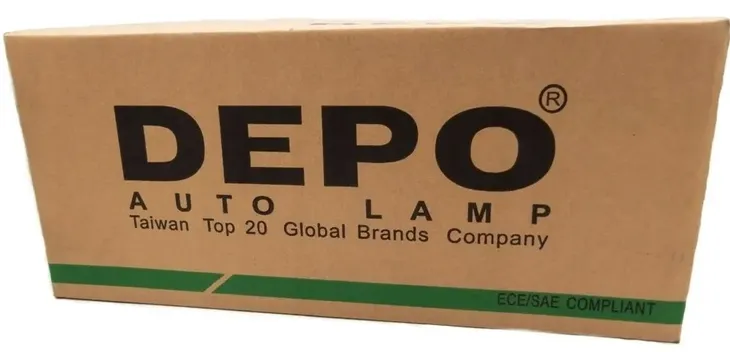 DEPO®
AUTO LAMP
Taiwan Top 20 Global Brands Company
ECE/SAE COMPLIANT